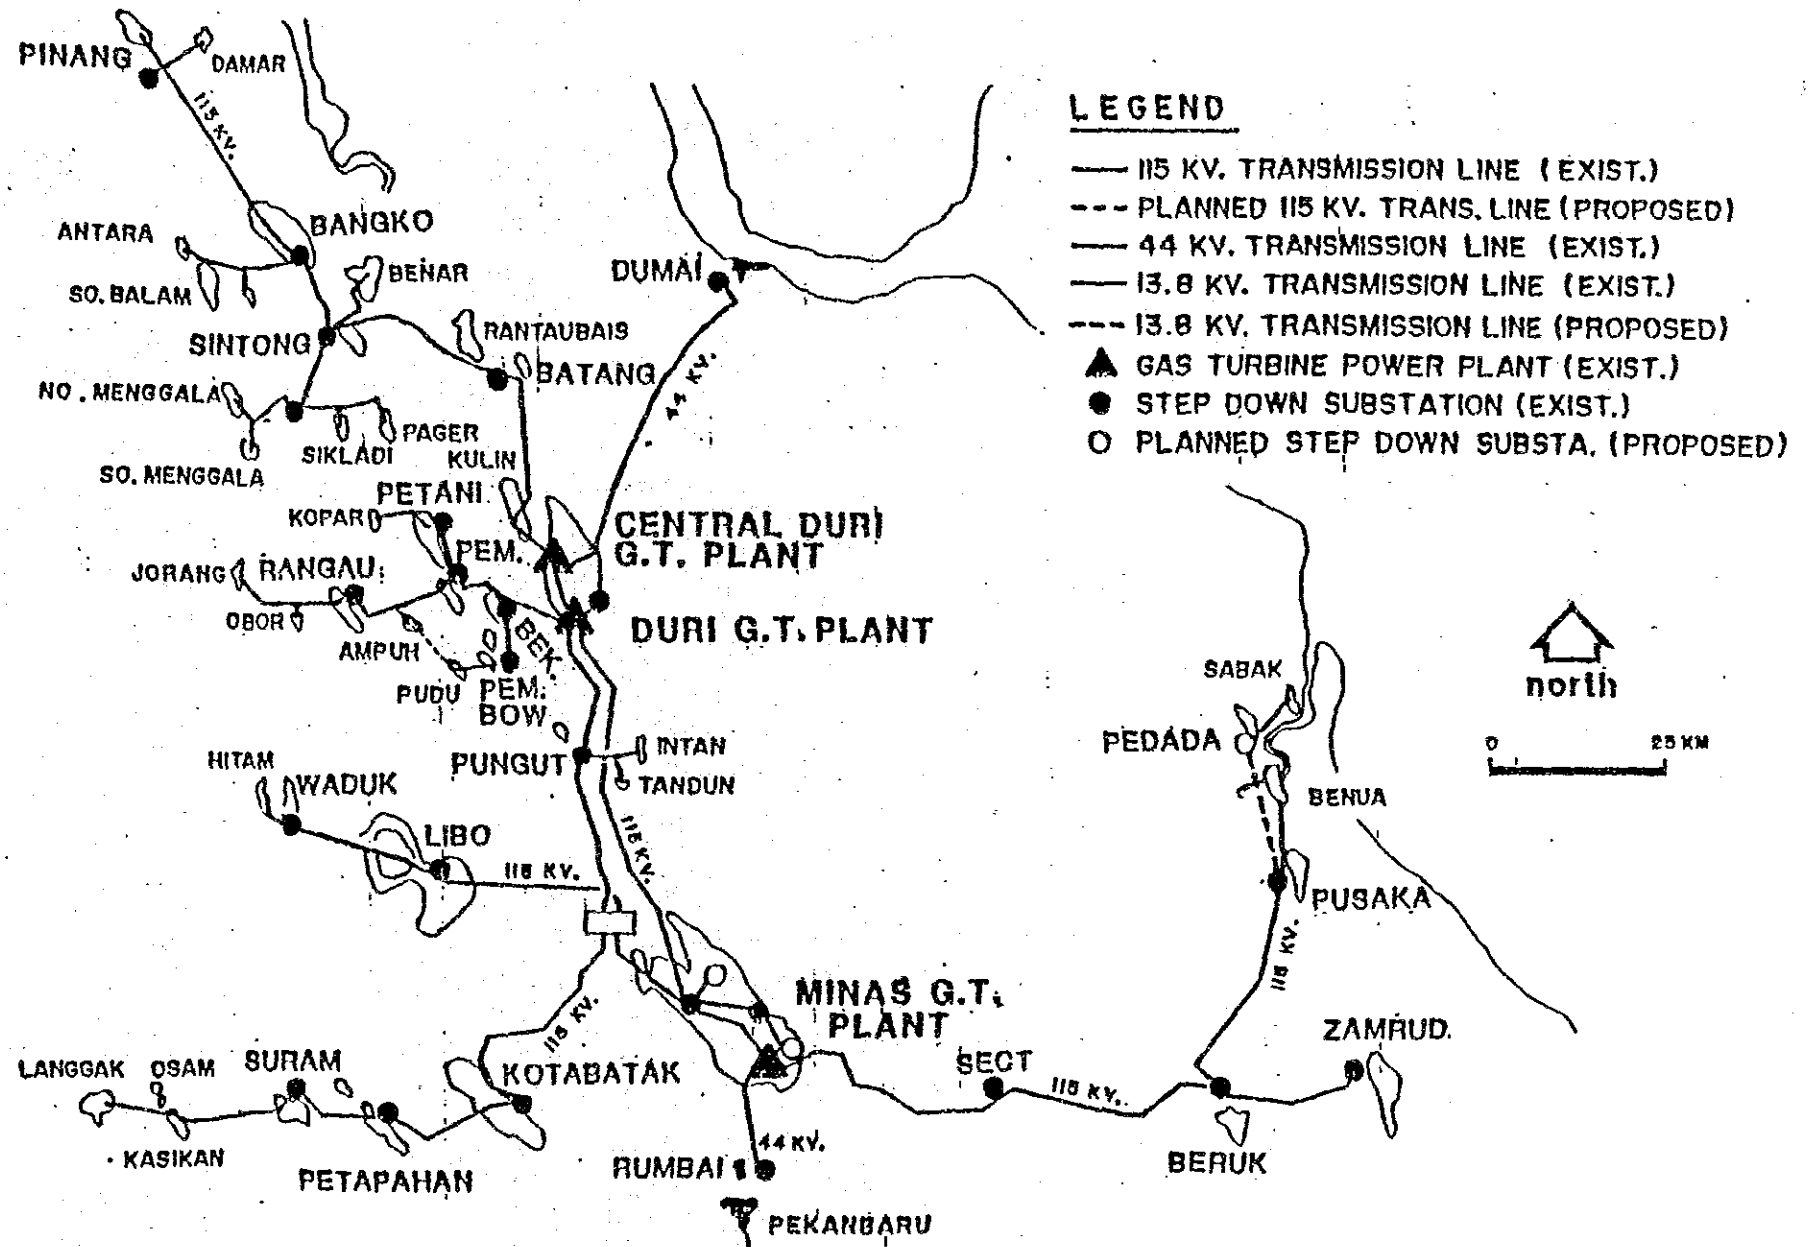 PINANG
DAMAR
115 KV.
LEGEND
115 KV. TRANSMISSION LINE (EXIST.)
PLANNED 115 KV. TRANS. LINE (PROPOSED)
44 KV. TRANSMISSION LINE (EXIST.)
13.8 KV. TRANSMISSION LINE (EXIST.)
13.8 KV. TRANSMISSION LINE (PROPOSED)
GAS TURBINE POWER PLANT (EXIST.)
STEP DOWN SUBSTATION (EXIST.)
PLANNED STEP DOWN SUBSTA. (PROPOSED)
ANTARA
BANGKO
BENAR
SO. BALAM
DUMAI
SINTONG
RANTAUBAIS
BATANG
44 KV.
NO. MENGGALA
PAGER
SIKLADI
KULIN
SO. MENGGALA
PETANI
KOPAR
CENTRAL DURI
G.T. PLANT
PEM.
JORANG
RANGAU
OBOR
BEK.
DURI G.T. PLANT
AMPUH
PUDU
PEM.
BOW
SABAK
north
PEDADA
0
25 KM
INTAN
PUNGUT
HITAM
WADUK
TANDUN
BENUA
LIBO
115 KV.
115 KV.
PUSAKA
115 KV.
MINAS G.T.
PLANT
115 KV.
ZAMRUD.
LANGGAK
OSAM
SURAM
KOTABATAK
SECT
115 KV.
KASIKAN
PETAPAHAN
44 KV.
RUMBAI
BERUK
PEKANBARU